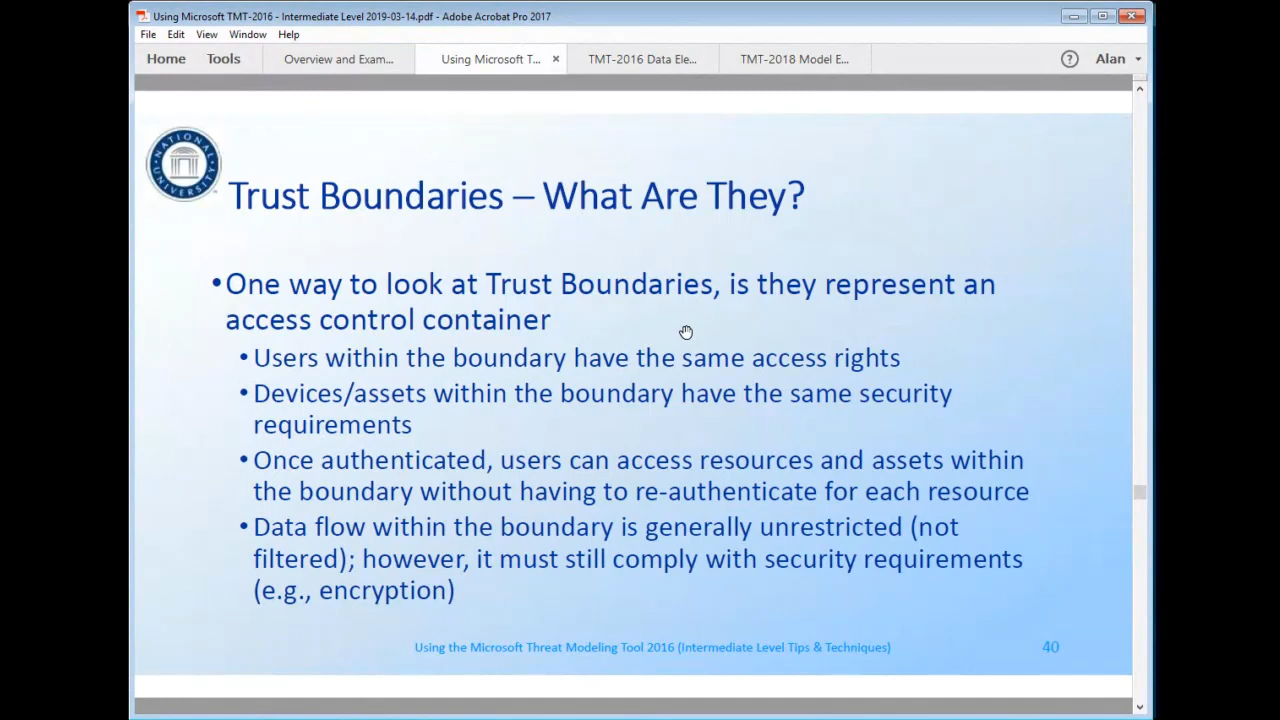 Using Microsoft TMT-2016 - Intermediate Level 2019-03-14.pdf - Adobe Acrobat Pro 2017
File Edit View Window Help
Home Tools Overview and Exam... Using Microsoft T... × TMT-2016 Data Ele... TMT-2018 Model E... ? Alan
NATIONAL UNIVERSITY
Trust Boundaries – What Are They?
•One way to look at Trust Boundaries, is they represent an
access control container
•Users within the boundary have the same access rights
•Devices/assets within the boundary have the same security
requirements
•Once authenticated, users can access resources and assets within
the boundary without having to re-authenticate for each resource
•Data flow within the boundary is generally unrestricted (not
filtered); however, it must still comply with security requirements
(e.g., encryption)
Using the Microsoft Threat Modeling Tool 2016 (Intermediate Level Tips & Techniques) 40